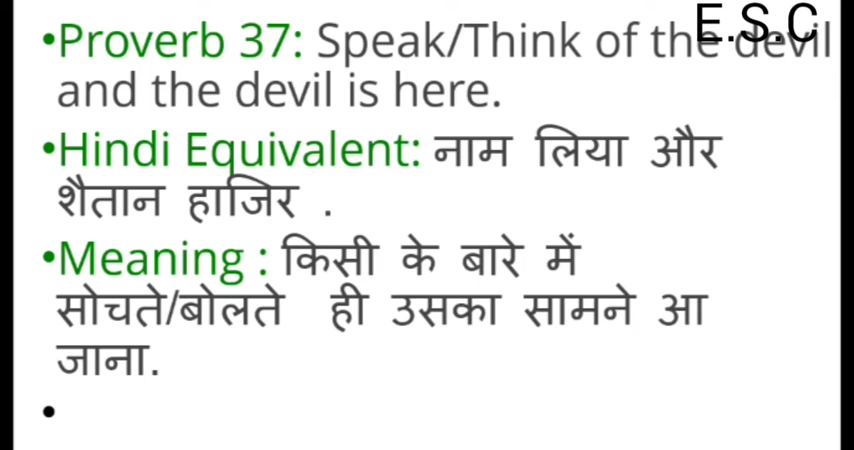 E.S.C
•Proverb 37: Speak/Think of the devil
and the devil is here.
•Hindi Equivalent: नाम लिया और
शैतान हाजिर .
•Meaning : किसी के बारे में
सोचते/बोलते ही उसका सामने आ
जाना.
•